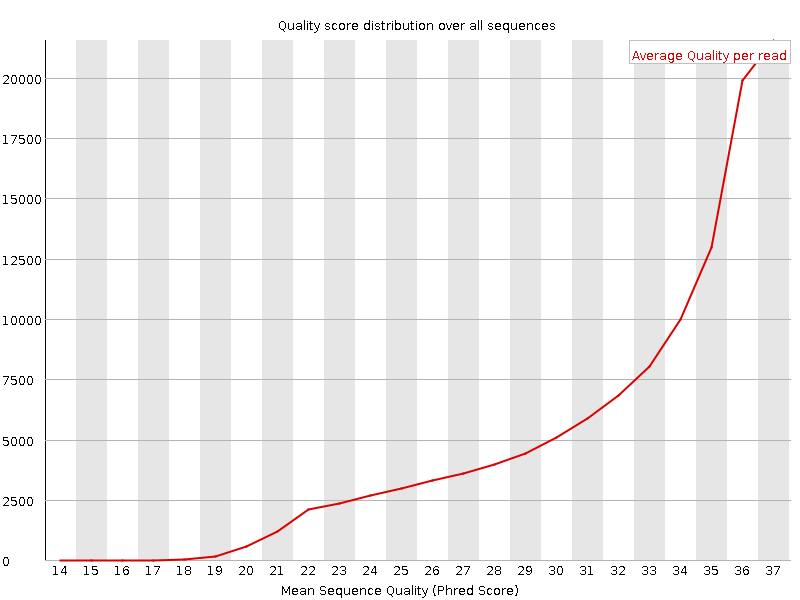 Quality score distribution over all sequences
Average Quality per read
20000
17500
15000
12500
10000
7500
5000
2500
0
14 15 16 17 18 19 20 21 22 23 24 25 26 27 28 29 30 31 32 33 34 35 36 37
Mean Sequence Quality (Phred Score)